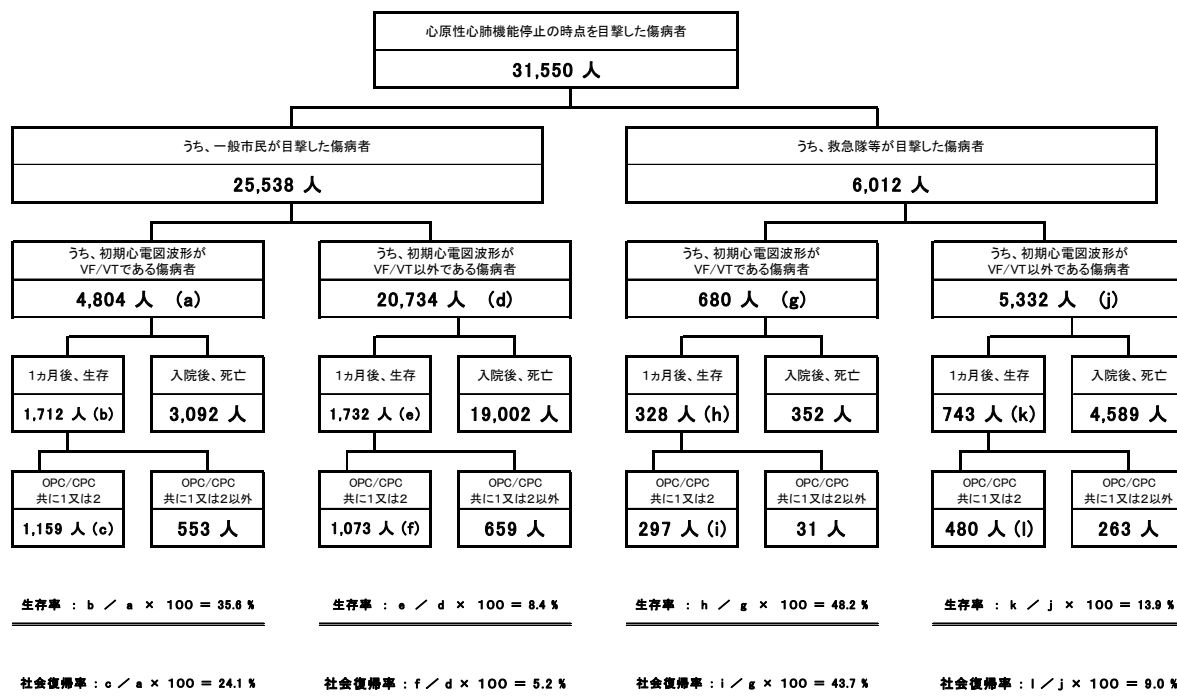 心原性心肺機能停止の時点を目撃した傷病者
31,550 人
うち、一般市民が目撃した傷病者
25,538 人
うち、救急隊等が目撃した傷病者
6,012 人
うち、初期心電図波形が
VF/VTである傷病者
4,804 人 (a)
うち、初期心電図波形が
VF/VT以外である傷病者
20,734 人 (d)
うち、初期心電図波形が
VF/VTである傷病者
680 人 (g)
うち、初期心電図波形が
VF/VT以外である傷病者
5,332 人 (j)
1ヵ月後、生存
1,712 人 (b)
入院後、死亡
3,092 人
1ヵ月後、生存
1,732 人 (e)
入院後、死亡
19,002 人
1ヵ月後、生存
328 人 (h)
入院後、死亡
352 人
1ヵ月後、生存
743 人 (k)
入院後、死亡
4,589 人
OPC/CPC
共に1又は2
1,159 人 (c)
OPC/CPC
共に1又は2以外
553 人
OPC/CPC
共に1又は2
1,073 人 (f)
OPC/CPC
共に1又は2以外
659 人
OPC/CPC
共に1又は2
297 人 (i)
OPC/CPC
共に1又は2以外
31 人
OPC/CPC
共に1又は2
480 人 (l)
OPC/CPC
共に1又は2以外
263 人
生存率 : b / a × 100 = 35.6 %
生存率 : e / d × 100 = 8.4 %
生存率 : h / g × 100 = 48.2 %
生存率 : k / j × 100 = 13.9 %
社会復帰率 : c / a × 100 = 24.1 %
社会復帰率 : f / d × 100 = 5.2 %
社会復帰率 : i / g × 100 = 43.7 %
社会復帰率 : l / j × 100 = 9.0 %